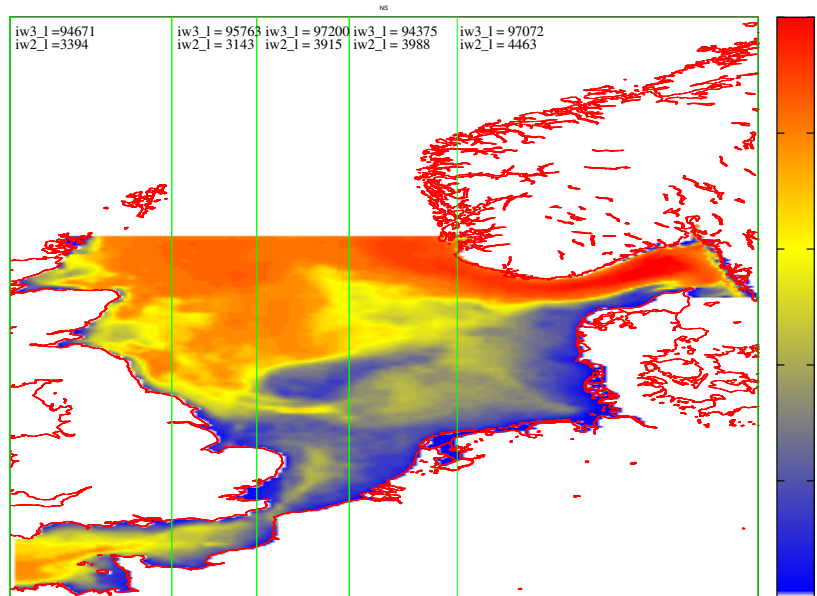 NS
iw3_l =94671 iw3_l = 95763 iw3_l =97200 iw3_l = 94375 iw3_l =97072
iw2_l =3394 iw2_l = 3143 iw2_l = 3915 iw2_l = 3988 iw2_l = 4463